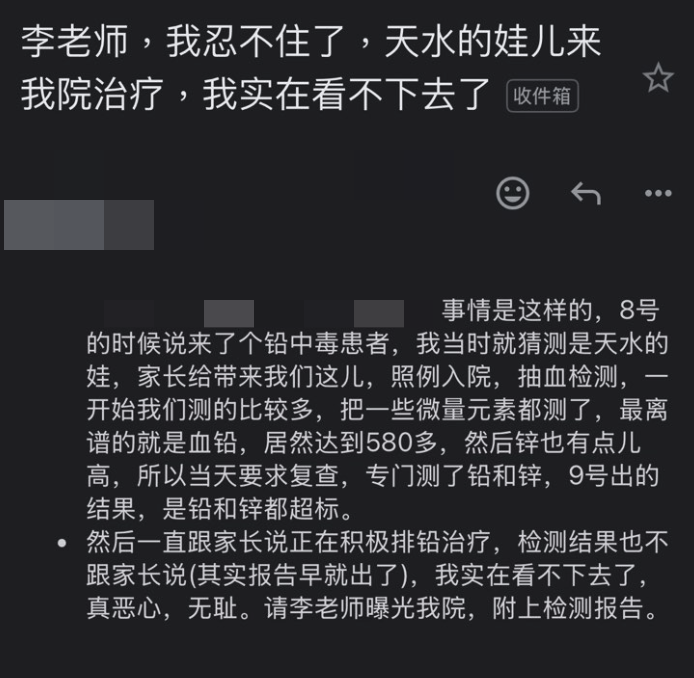 李老师，我忍不住了，天水的娃儿来
我院治疗，我实在看不下去了 收件箱
事情是这样的，8号
的时候说来了个铅中毒患者，我当时就猜测是天水的
娃，家长给带来我们这儿，照例入院，抽血检测，一
开始我们测的比较多，把一些微量元素都测了，最离
谱的就是血铅，居然达到580多，然后锌也有点儿
高，所以当天要求复查，专门测了铅和锌，9号出的
结果，是铅和锌都超标。
• 然后一直跟家长说正在积极排铅治疗，检测结果也不
跟家长说(其实报告早就出了)，我实在看不下去了，
真恶心，无耻。请李老师曝光我院，附上检测报告。